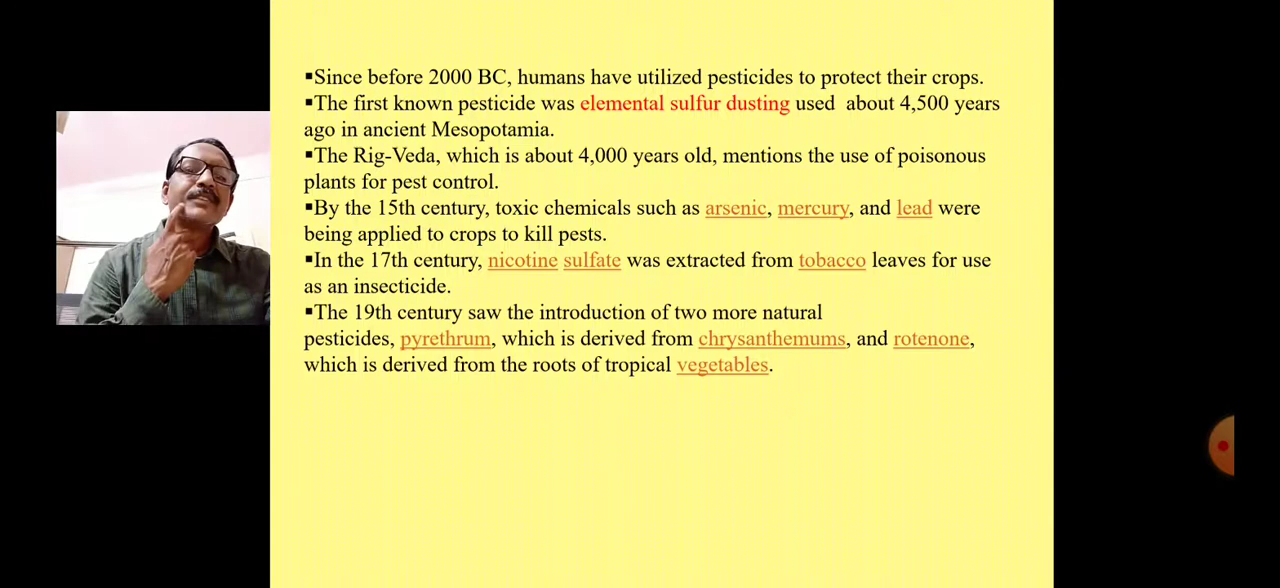 ▪Since before 2000 BC, humans have utilized pesticides to protect their crops.
▪The first known pesticide was elemental sulfur dusting used about 4,500 years
ago in ancient Mesopotamia.
▪The Rig-Veda, which is about 4,000 years old, mentions the use of poisonous
plants for pest control.
▪By the 15th century, toxic chemicals such as arsenic, mercury, and lead were
being applied to crops to kill pests.
▪In the 17th century, nicotine sulfate was extracted from tobacco leaves for use
as an insecticide.
▪The 19th century saw the introduction of two more natural
pesticides, pyrethrum, which is derived from chrysanthemums, and rotenone,
which is derived from the roots of tropical vegetables.